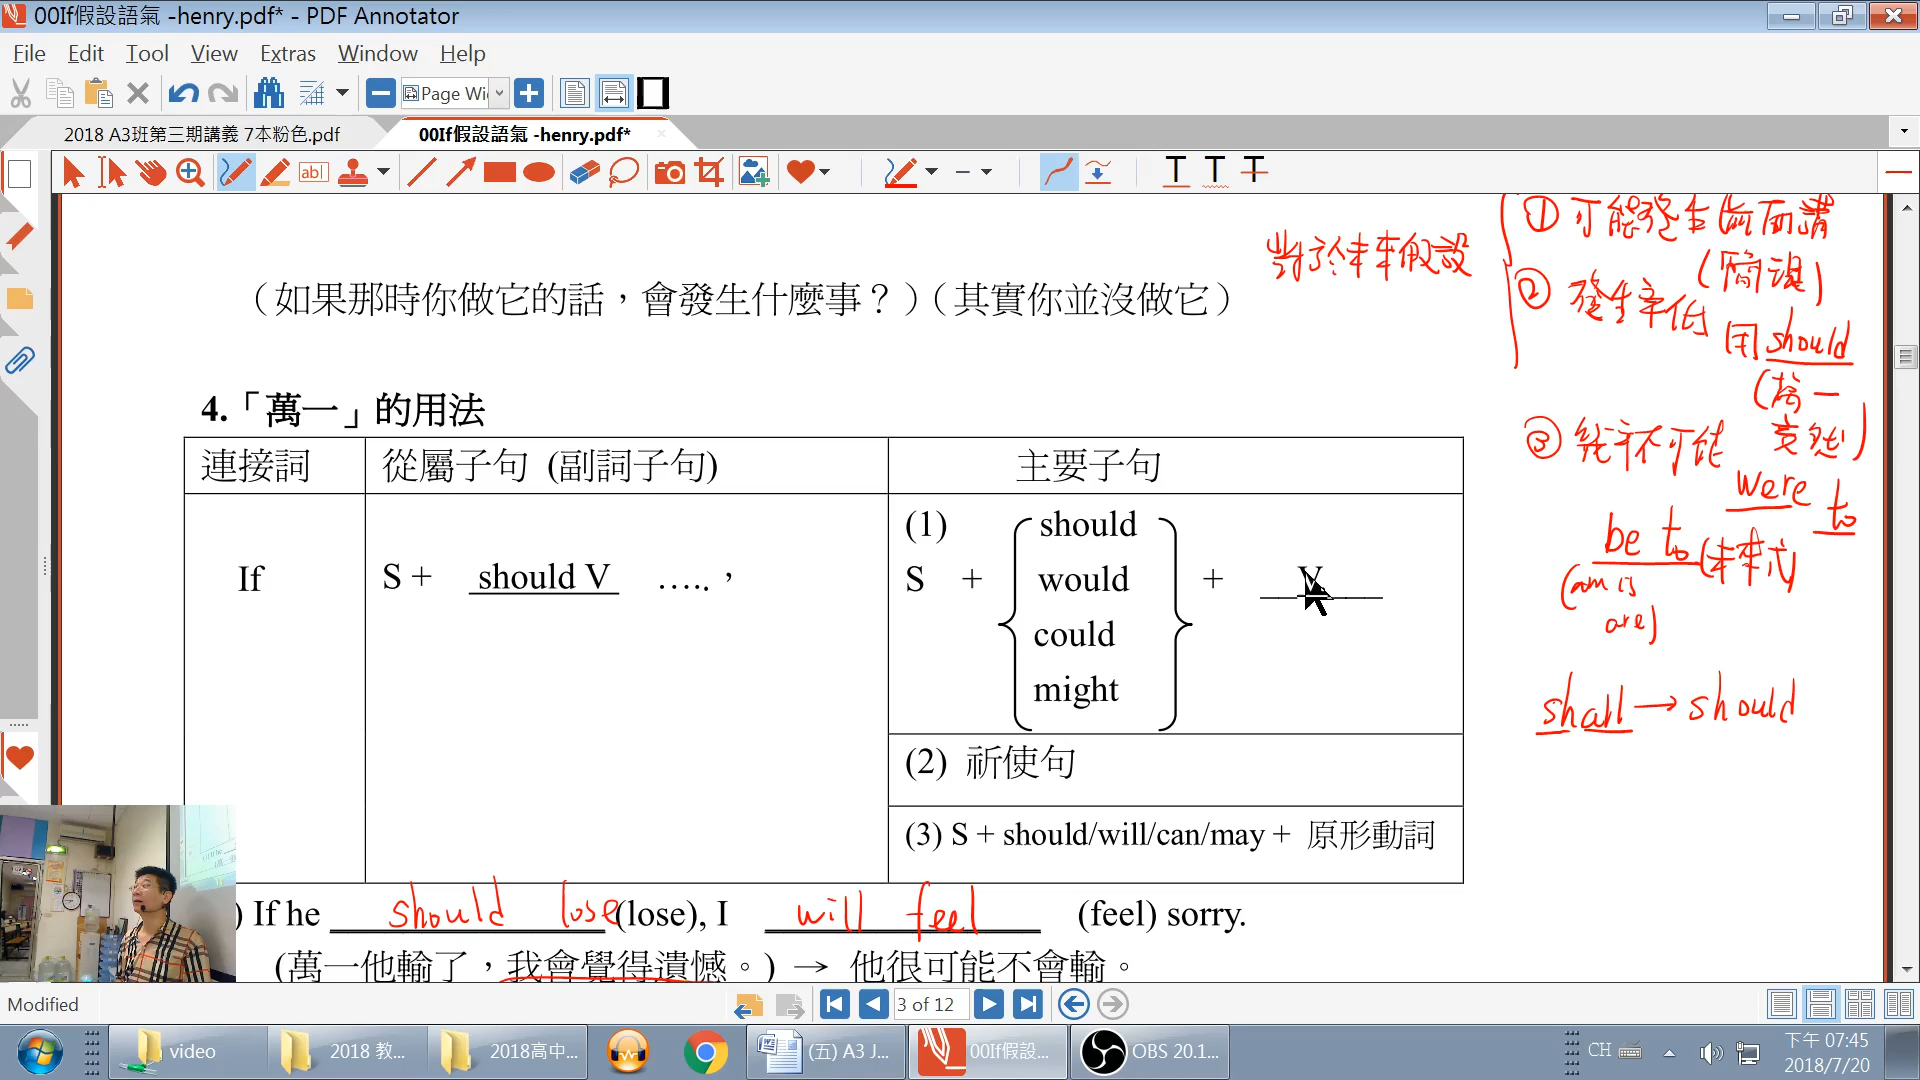 00If假設語氣 -henry.pdf* - PDF Annotator
File Edit Tool View Extras Window Help
Page Wi
2018 A3班第三期講義 7本粉色.pdf
00If假設語氣 -henry.pdf*
（如果那時你做它的話，會發生什麼事？）（其實你並沒做它）
對於未來假設
① 可能發生
② 發生率低
用should
(萬一
竟然)
③ 幾乎不可能
were to
be to (未來式)
(am is
are)
shall → should
4.「萬一」的用法
連接詞 從屬子句 (副詞子句) 主要子句
If S + should V …..，
(1)
S + should would could might + V
(2) 祈使句
(3) S + should/will/can/may + 原形動詞
) If he should lose (lose), I will feel (feel) sorry.
(萬一他輸了，我會覺得遺憾。) → 他很可能不會輸。
Modified
3 of 12
video
2018 教...
2018高中...
(五) A3 J...
00If假設...
OBS 20.1...
CH
下午 07:45
2018/7/20